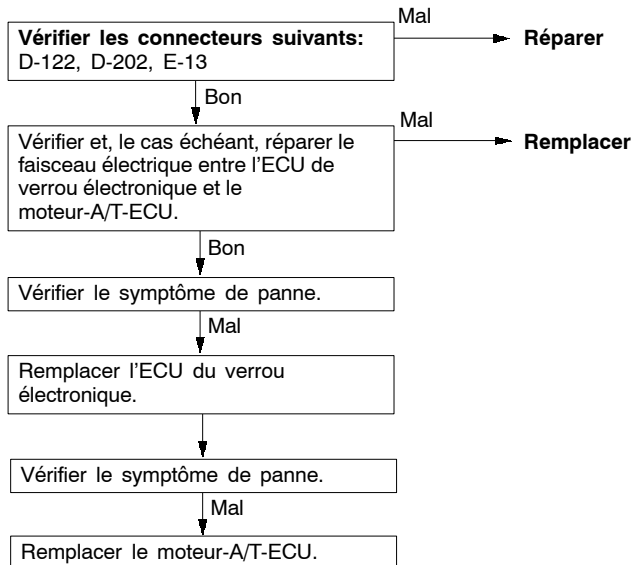 Mal
Vérifier les connecteurs suivants:
D-122, D-202, E-13
Réparer
Bon
Mal
Vérifier et, le cas échéant, réparer le
faisceau électrique entre l'ECU de
verrou électronique et le
moteur-A/T-ECU.
Remplacer
Bon
Vérifier le symptôme de panne.
Mal
Remplacer l'ECU du verrou
électronique.
Vérifier le symptôme de panne.
Mal
Remplacer le moteur-A/T-ECU.